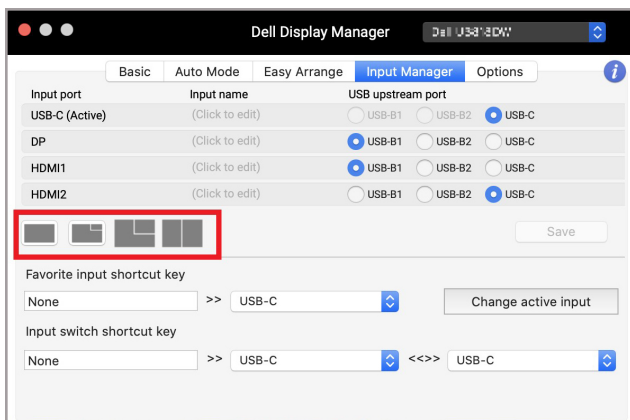 Dell Display Manager
Dell
Basic Auto Mode Easy Arrange Input Manager Options i
Input port Input name USB upstream port
USB-C (Active) (Click to edit) USB-B1 USB-B2 USB-C
DP (Click to edit) USB-B1 USB-B2 USB-C
HDMI1 (Click to edit) USB-B1 USB-B2 USB-C
HDMI2 (Click to edit) USB-B1 USB-B2 USB-C
Save
Favorite input shortcut key
None >> USB-C Change active input
Input switch shortcut key
None >> USB-C <<>> USB-C